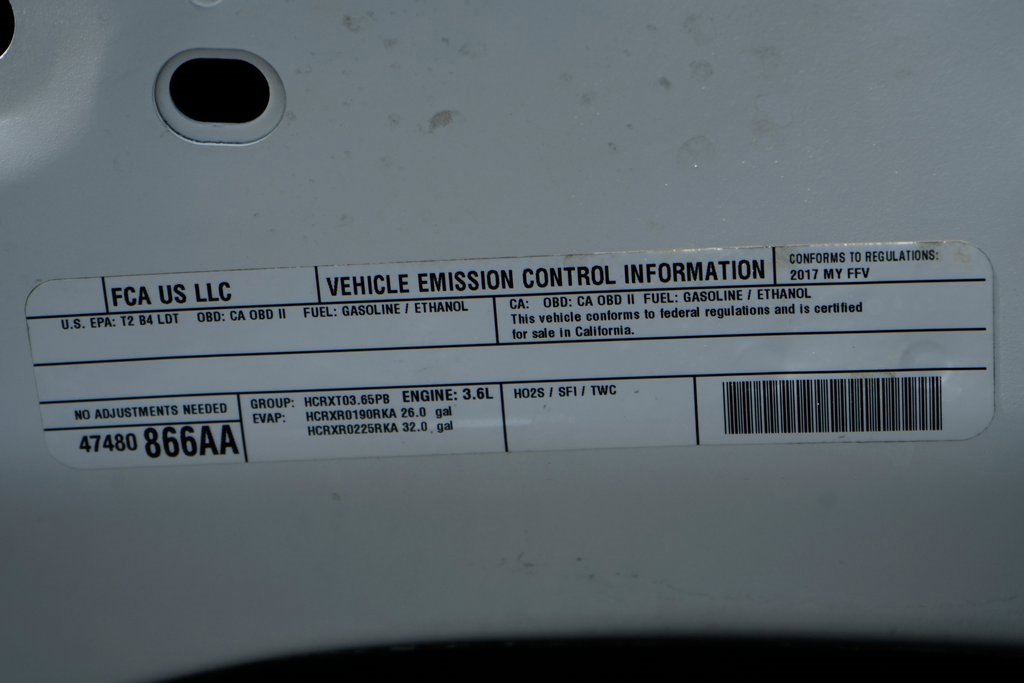 FCA US LLC
VEHICLE EMISSION CONTROL INFORMATION
CONFORMS TO REGULATIONS:
2017 MY FFV
U.S. EPA: T2 B4 LDT OBD: CA OBD II FUEL: GASOLINE / ETHANOL
CA: OBD: CA OBD II FUEL: GASOLINE / ETHANOL
This vehicle conforms to federal regulations and is certified
for sale in California.
NO ADJUSTMENTS NEEDED
47480 866AA
GROUP: HCRXT03.65PB ENGINE: 3.6L
EVAP: HCRXR0190RKA 26.0 gal
HCRXR0225RKA 32.0 gal
HO2S / SFI / TWC